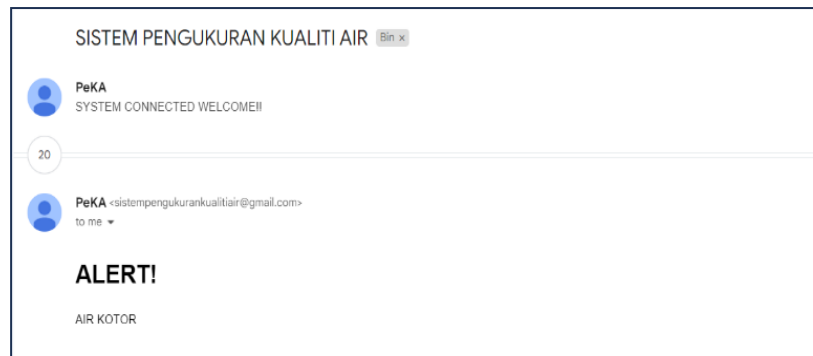 SISTEM PENGUKURAN KUALITI AIR Bin x
PeKA
SYSTEM CONNECTED WELCOME!!
20
PeKA <sistempengukurankualitiair@gmail.com>
to me
ALERT!
AIR KOTOR